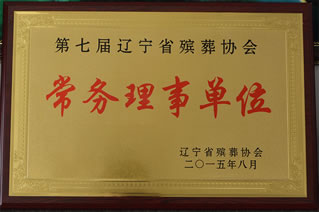 第七届辽宁省殡葬协会
常务理事单位
辽宁省殡葬协会
二〇一五年八月